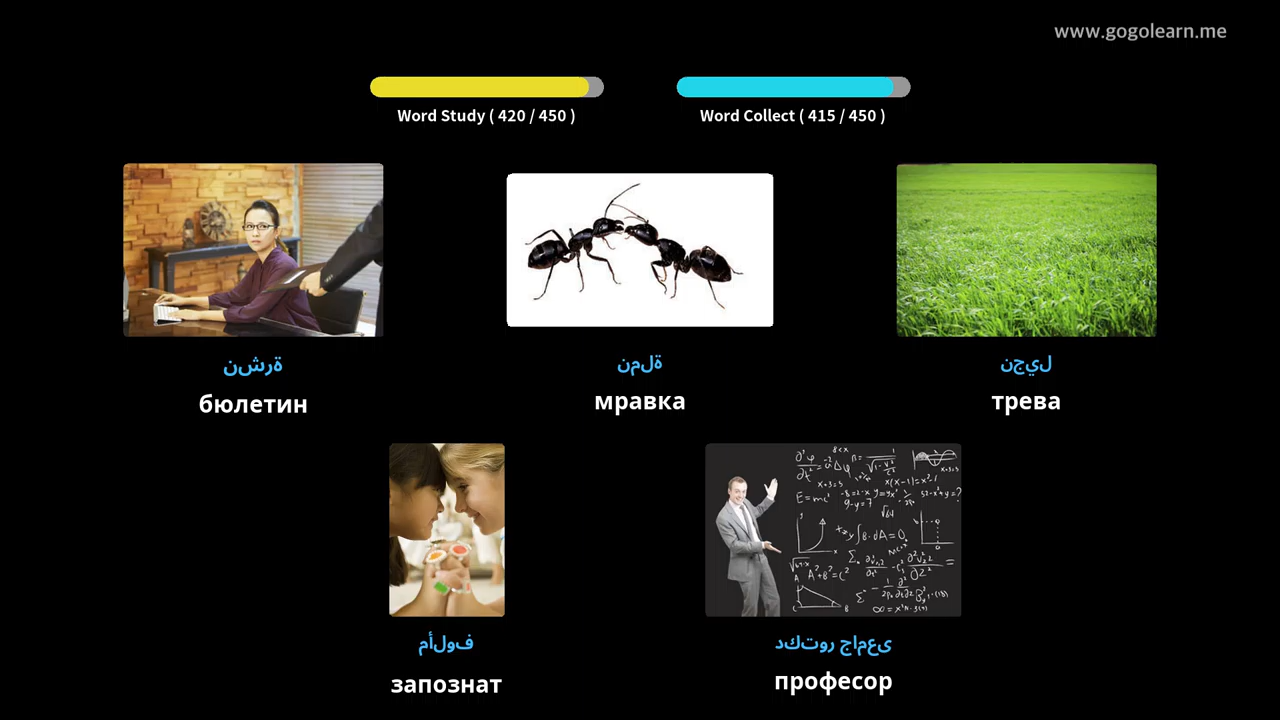 www.gogolearn.me
Word Study ( 420 / 450 )
Word Collect ( 415 / 450 )
نشرة
бюлетин
نملة
мравка
نجيل
трева
مألوف
запознат
دكتور جامعى
професор